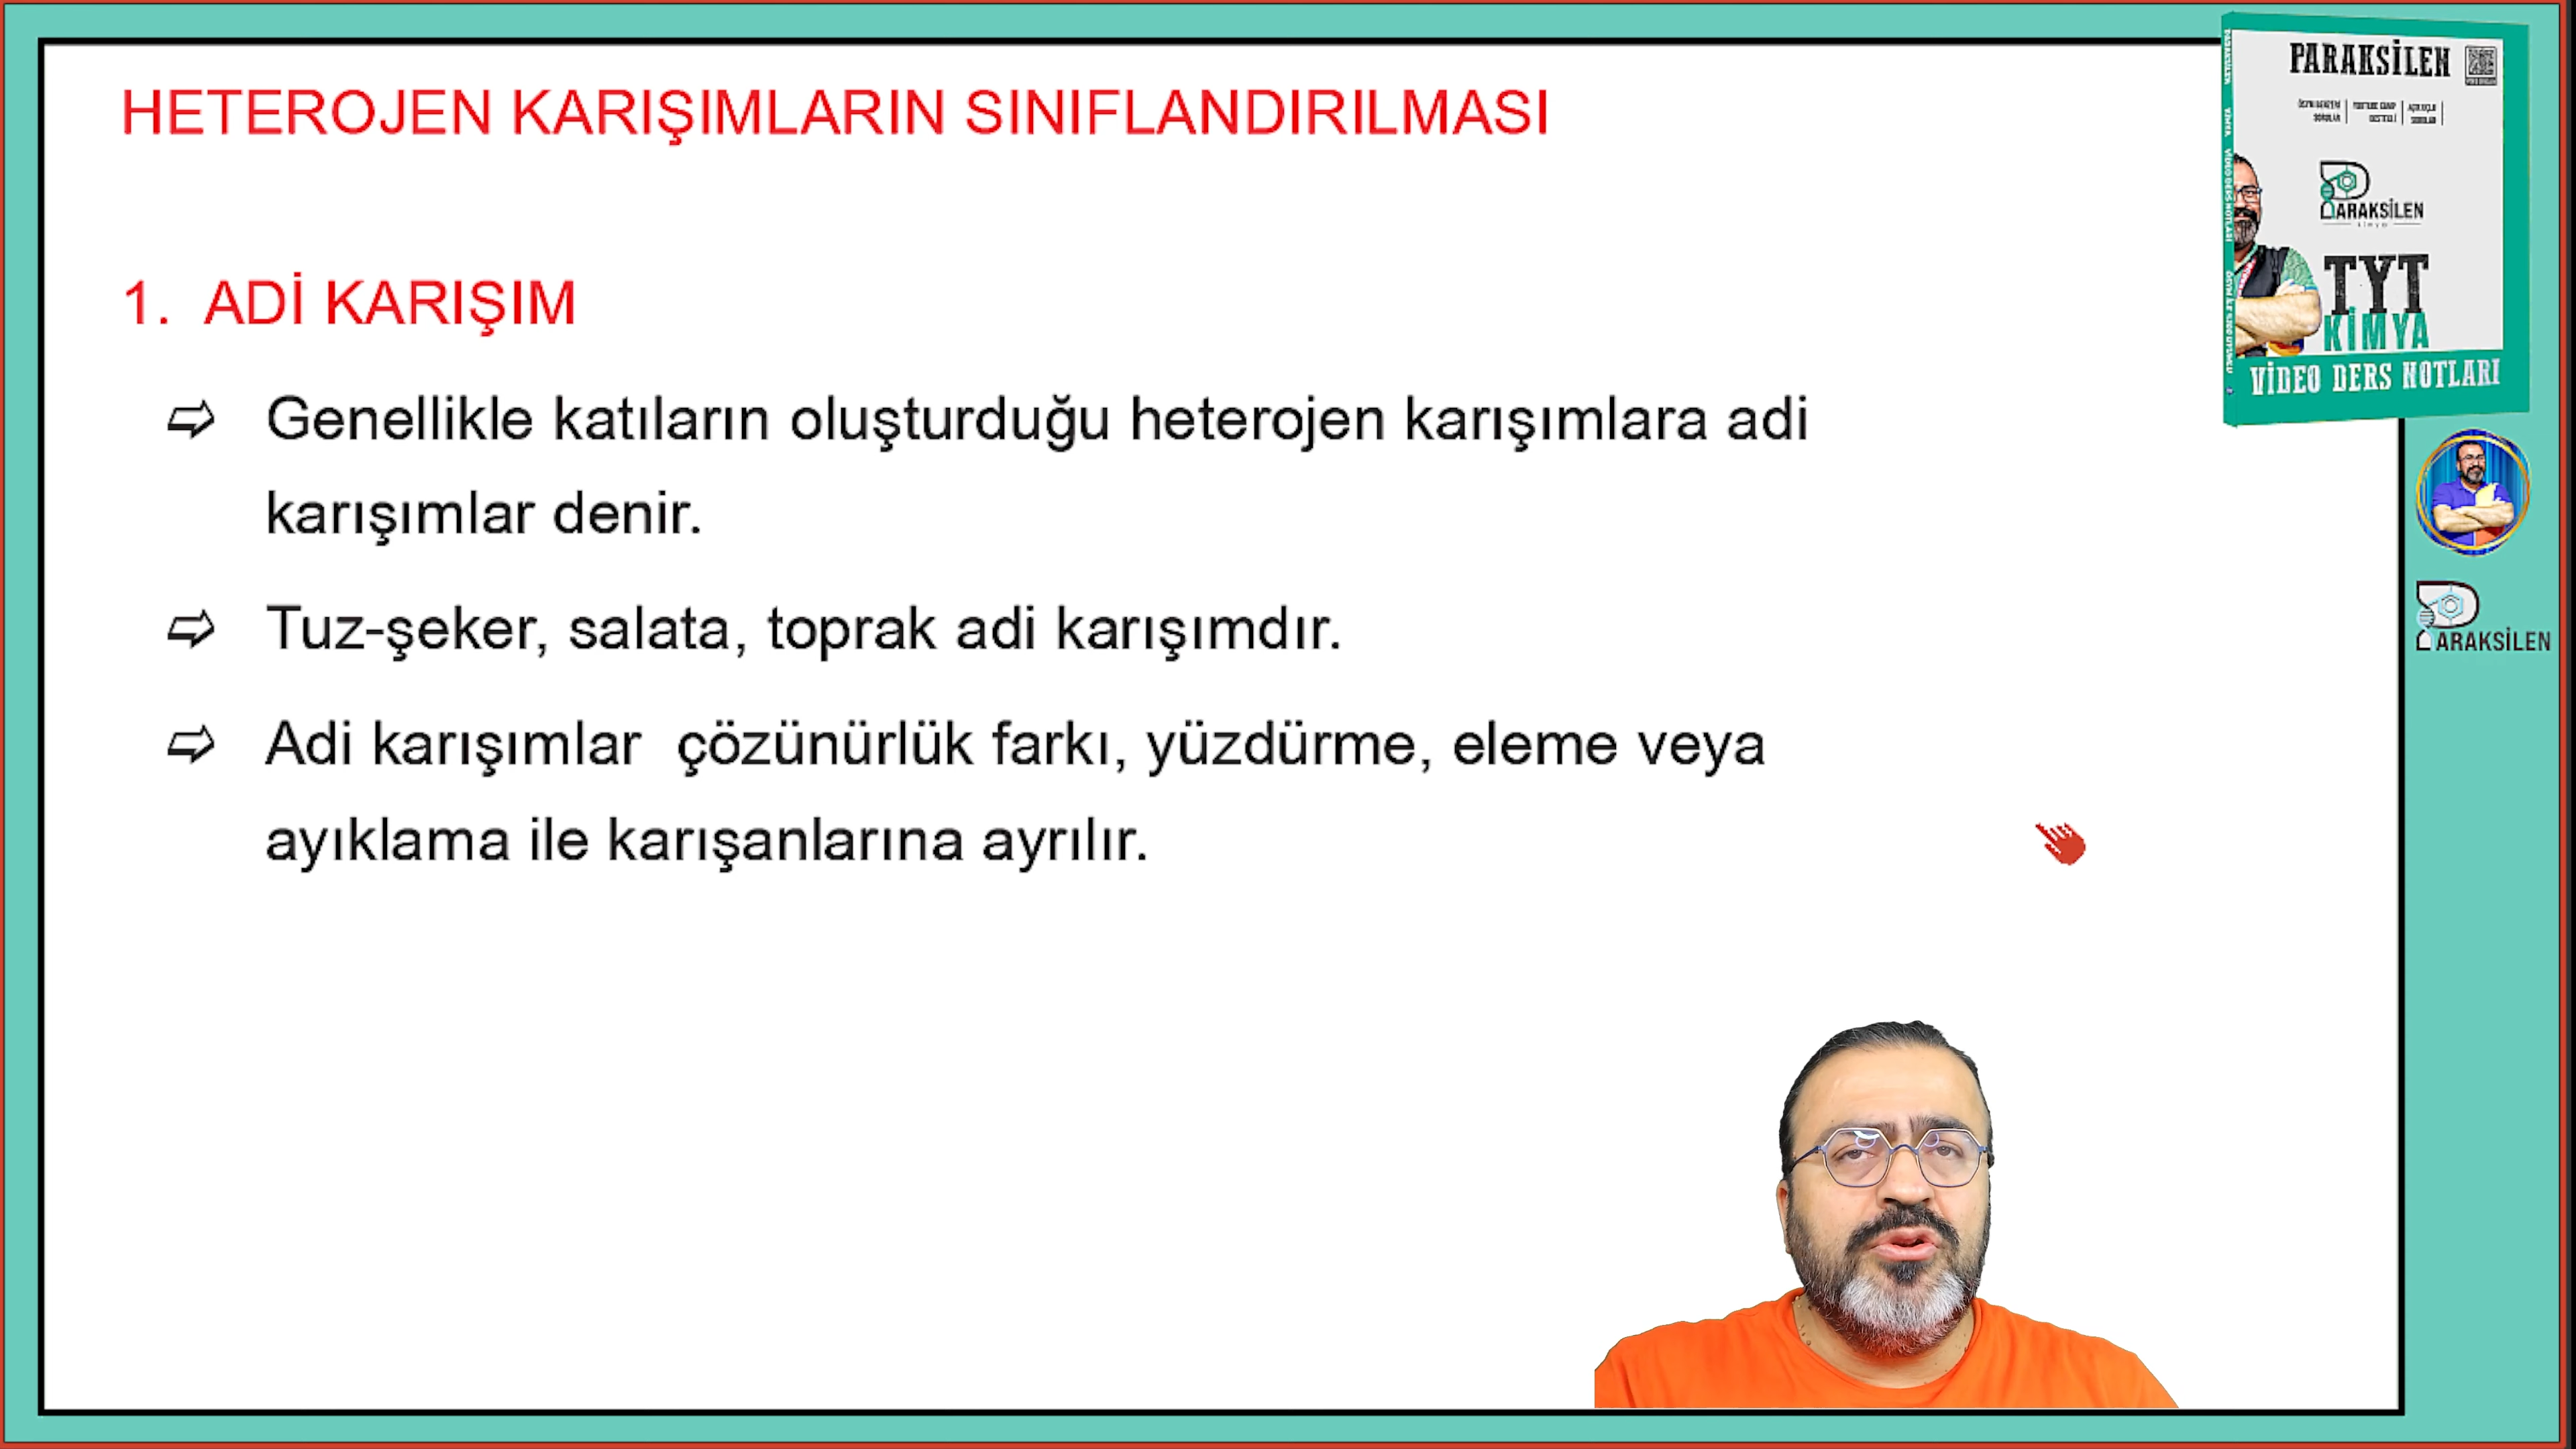 HETEROJEN KARIŞIMLARIN SINIFLANDIRILMASI
1. ADİ KARIŞIM
➯ Genellikle katıların oluşturduğu heterojen karışımlara adi
karışımlar denir.
➯ Tuz-şeker, salata, toprak adi karışımdır.
➯ Adi karışımlar çözünürlük farkı, yüzdürme, eleme veya
ayıklama ile karışanlarına ayrılır.
PARAKSİLEN
ARAKSİLEN
TYT
KİMYA
VİDEO DERS NOTLARI
ARAKSİLEN